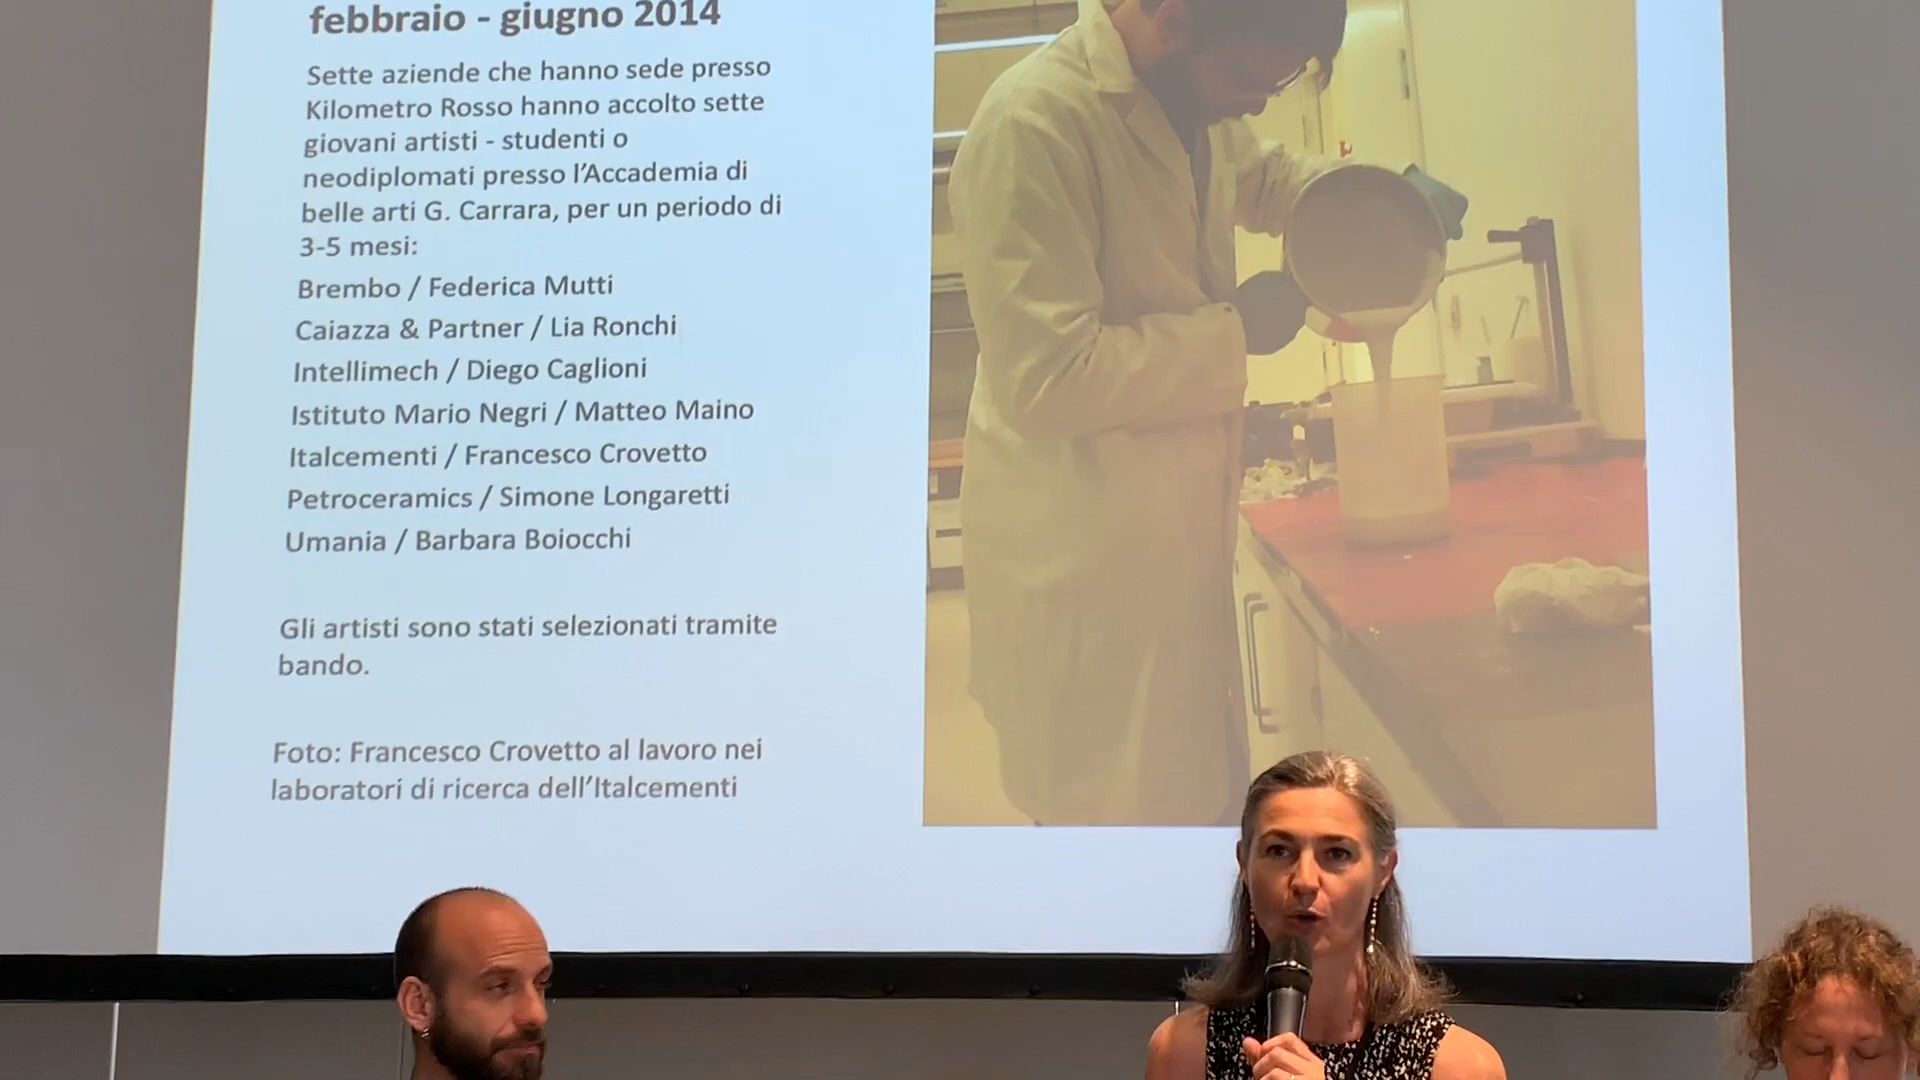 febbraio - giugno 2014
Sette aziende che hanno sede presso
Kilometro Rosso hanno accolto sette
giovani artisti - studenti o
neodiplomati presso l'Accademia di
belle arti G. Carrara, per un periodo di
3-5 mesi:
Brembo / Federica Mutti
Caiazza & Partner / Lia Ronchi
Intellimech / Diego Caglioni
Istituto Mario Negri / Matteo Maino
Italcementi / Francesco Crovetto
Petroceramics / Simone Longaretti
Umania / Barbara Boiocchi
Gli artisti sono stati selezionati tramite
bando.
Foto: Francesco Crovetto al lavoro nei
laboratori di ricerca dell'Italcementi